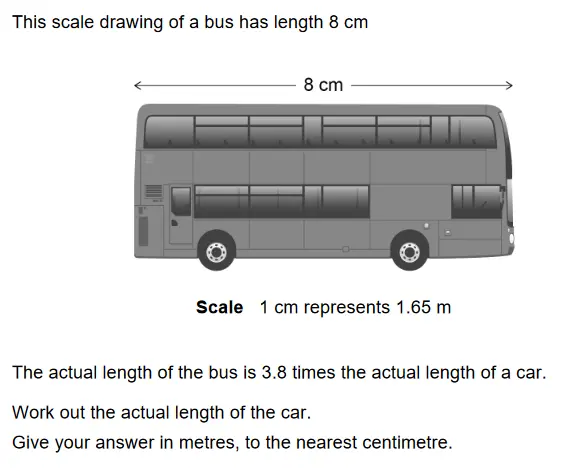 This scale drawing of a bus has length 8 cm
8 cm
Scale 1 cm represents 1.65 m
The actual length of the bus is 3.8 times the actual length of a car.
Work out the actual length of the car.
Give your answer in metres, to the nearest centimetre.